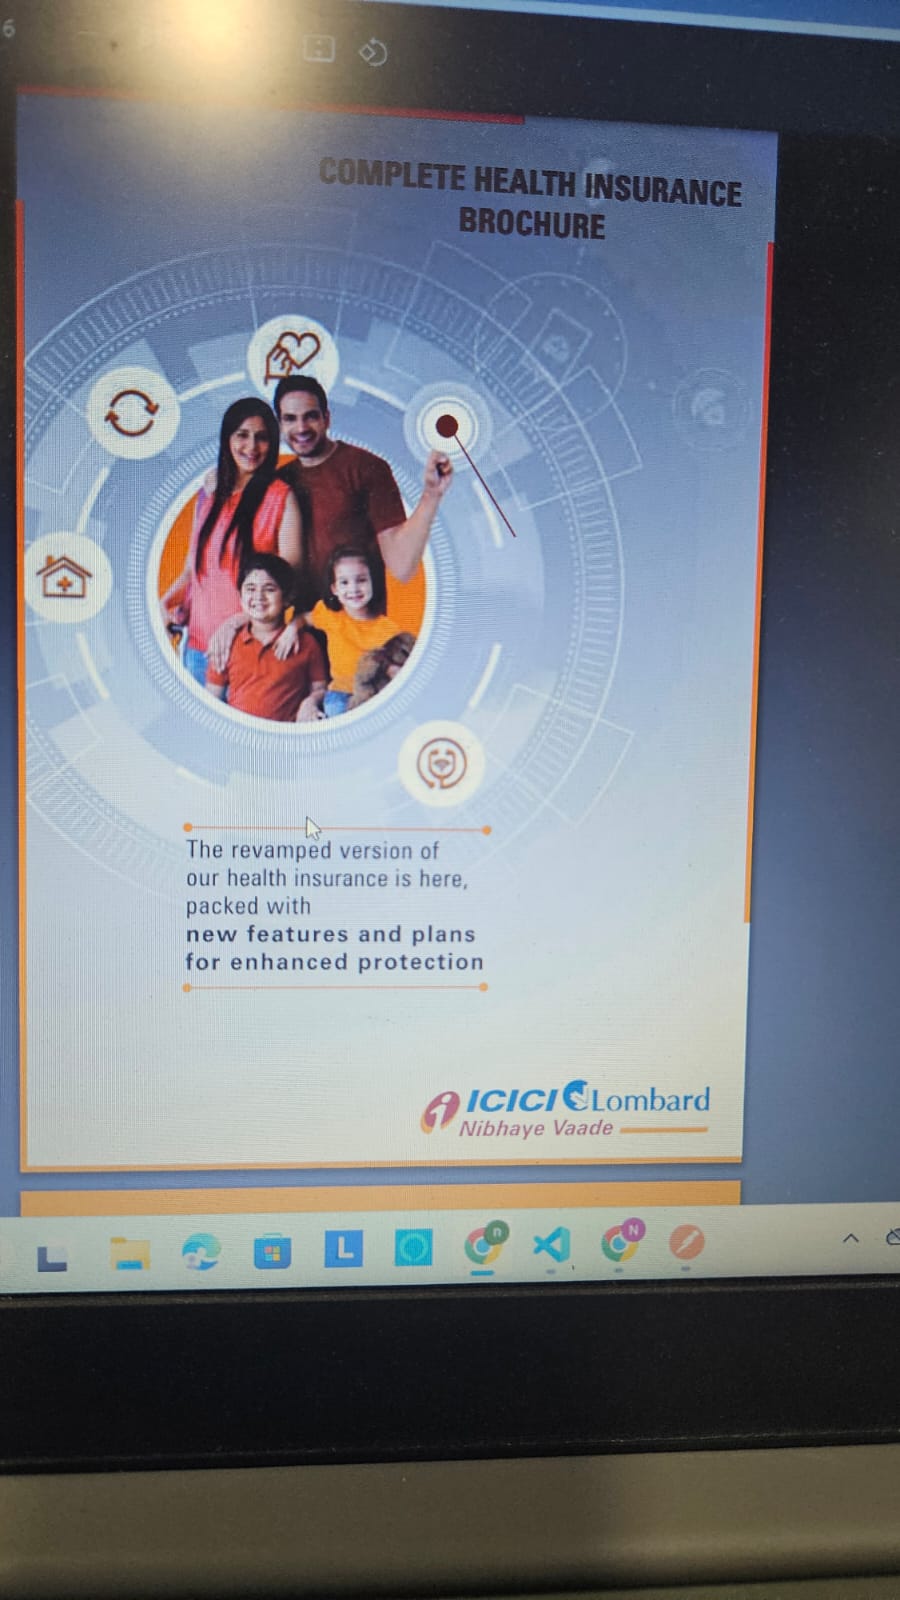 6
COMPLETE HEALTH INSURANCE
BROCHURE
The revamped version of
our health insurance is here,
packed with
new features and plans
for enhanced protection
ICICI Lombard
Nibhaye Vaade
L
n
N